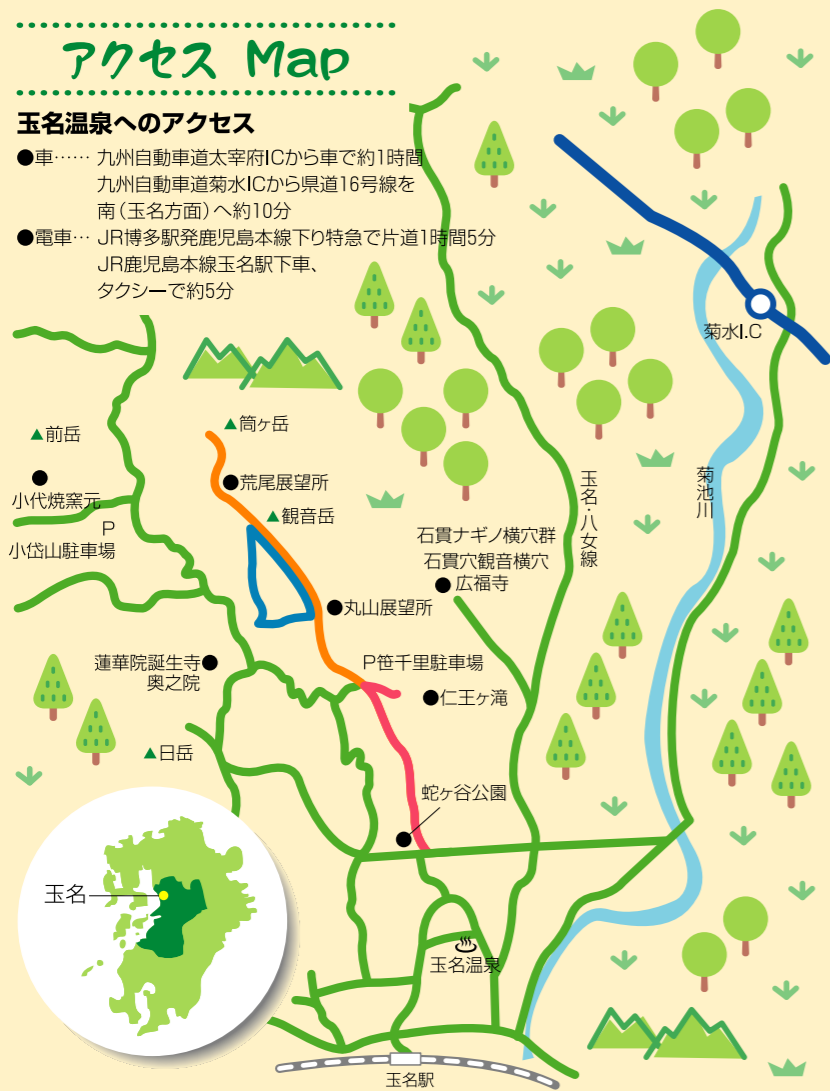 アクセス Map
玉名温泉へのアクセス
●車…… 九州自動車道太宰府ICから車で約1時間
九州自動車道菊水ICから県道16号線を
南(玉名方面)へ約10分
●電車… JR博多駅発鹿児島本線下り特急で片道1時間5分
JR鹿児島本線玉名駅下車、
タクシーで約5分
菊水I.C
▲筒ヶ岳
▲前岳
●荒尾展望所
小代焼窯元
▲観音岳
P
小岱山駐車場
玉名・八女線
菊池川
石貫ナギノ横穴群
石貫穴観音横穴
●広福寺
●丸山展望所
蓮華院誕生寺●
奥之院
P笹千里駐車場
●仁王ヶ滝
▲日岳
蛇ヶ谷公園
玉名
玉名温泉
玉名駅